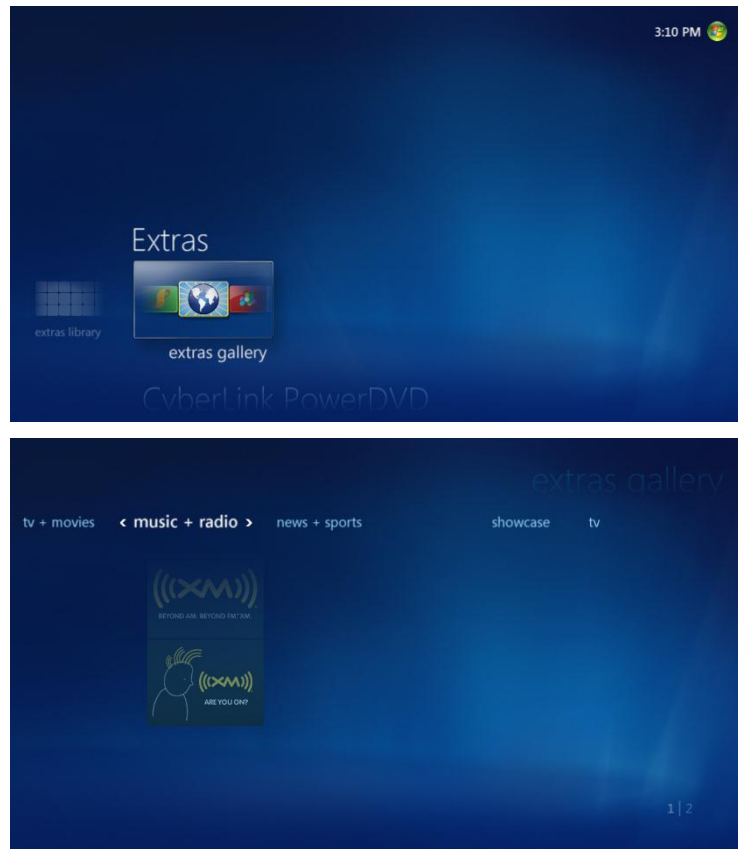 3:10 PM
Extras
extras library
extras gallery
CyberLink PowerDVD
extras gallery
tv + movies < music + radio > news + sports showcase tv
((XM))
BEYOND AM. BEYOND FM. XM.
((XM))
ARE YOU ON?
1 | 2